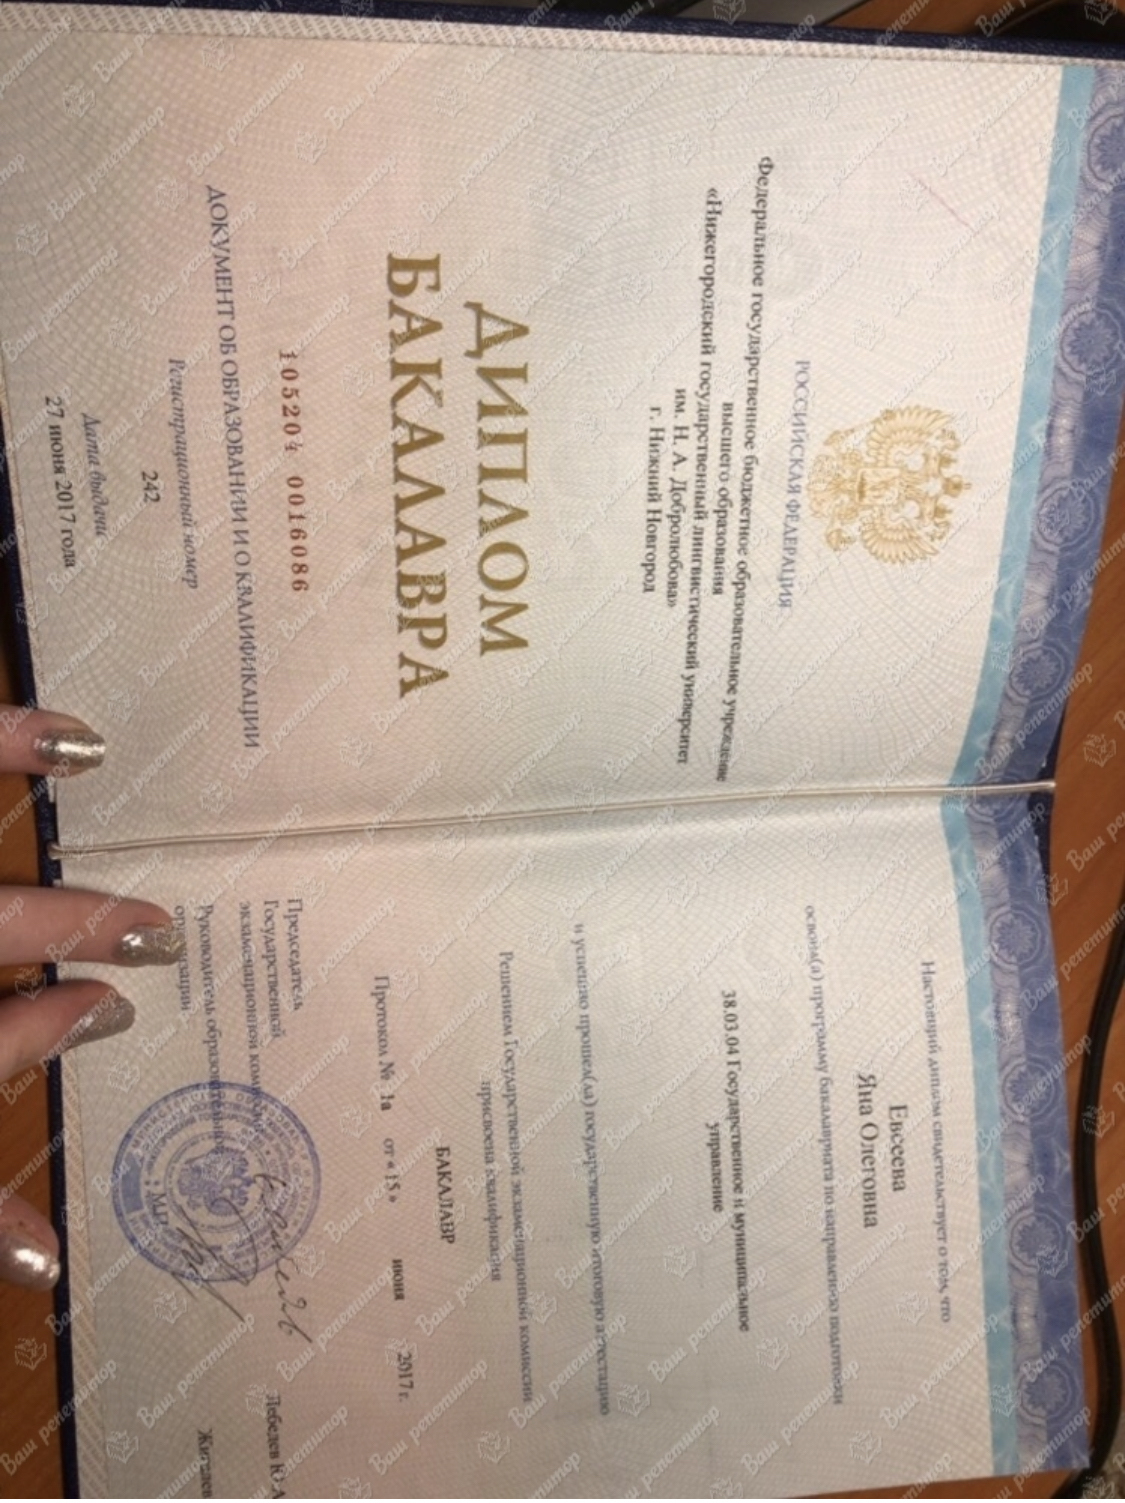 РОССИЙСКАЯ ФЕДЕРАЦИЯ
Федеральное государственное бюджетное образовательное учреждение
высшего образования
«Нижегородский государственный лингвистический университет
им. Н. А. Добролюбова»
г. Нижний Новгород
ДИПЛОМ
БАКАЛАВРА
105204 0016086
ДОКУМЕНТ ОБ ОБРАЗОВАНИИ И О КВАЛИФИКАЦИИ
Регистрационный номер
242
Дата выдачи
27 июня 2017 года
Настоящий диплом свидетельствует о том, что
Евсеева
Яна Олеговна
освоил(а) программу бакалавриата по направлению подготовки
38.03.04 Государственное и муниципальное
управление
и успешно прошел(ла) государственную итоговую аттестацию
Решением Государственной экзаменационной комиссии
присвоена квалификация
БАКАЛАВР
Протокол № 1а от «15» июня 2017 г.
Председатель
Государственной
экзаменационной Лебедев Ю.А
Руководитель
организации Жигалев
М.П.
Ваш репетитор